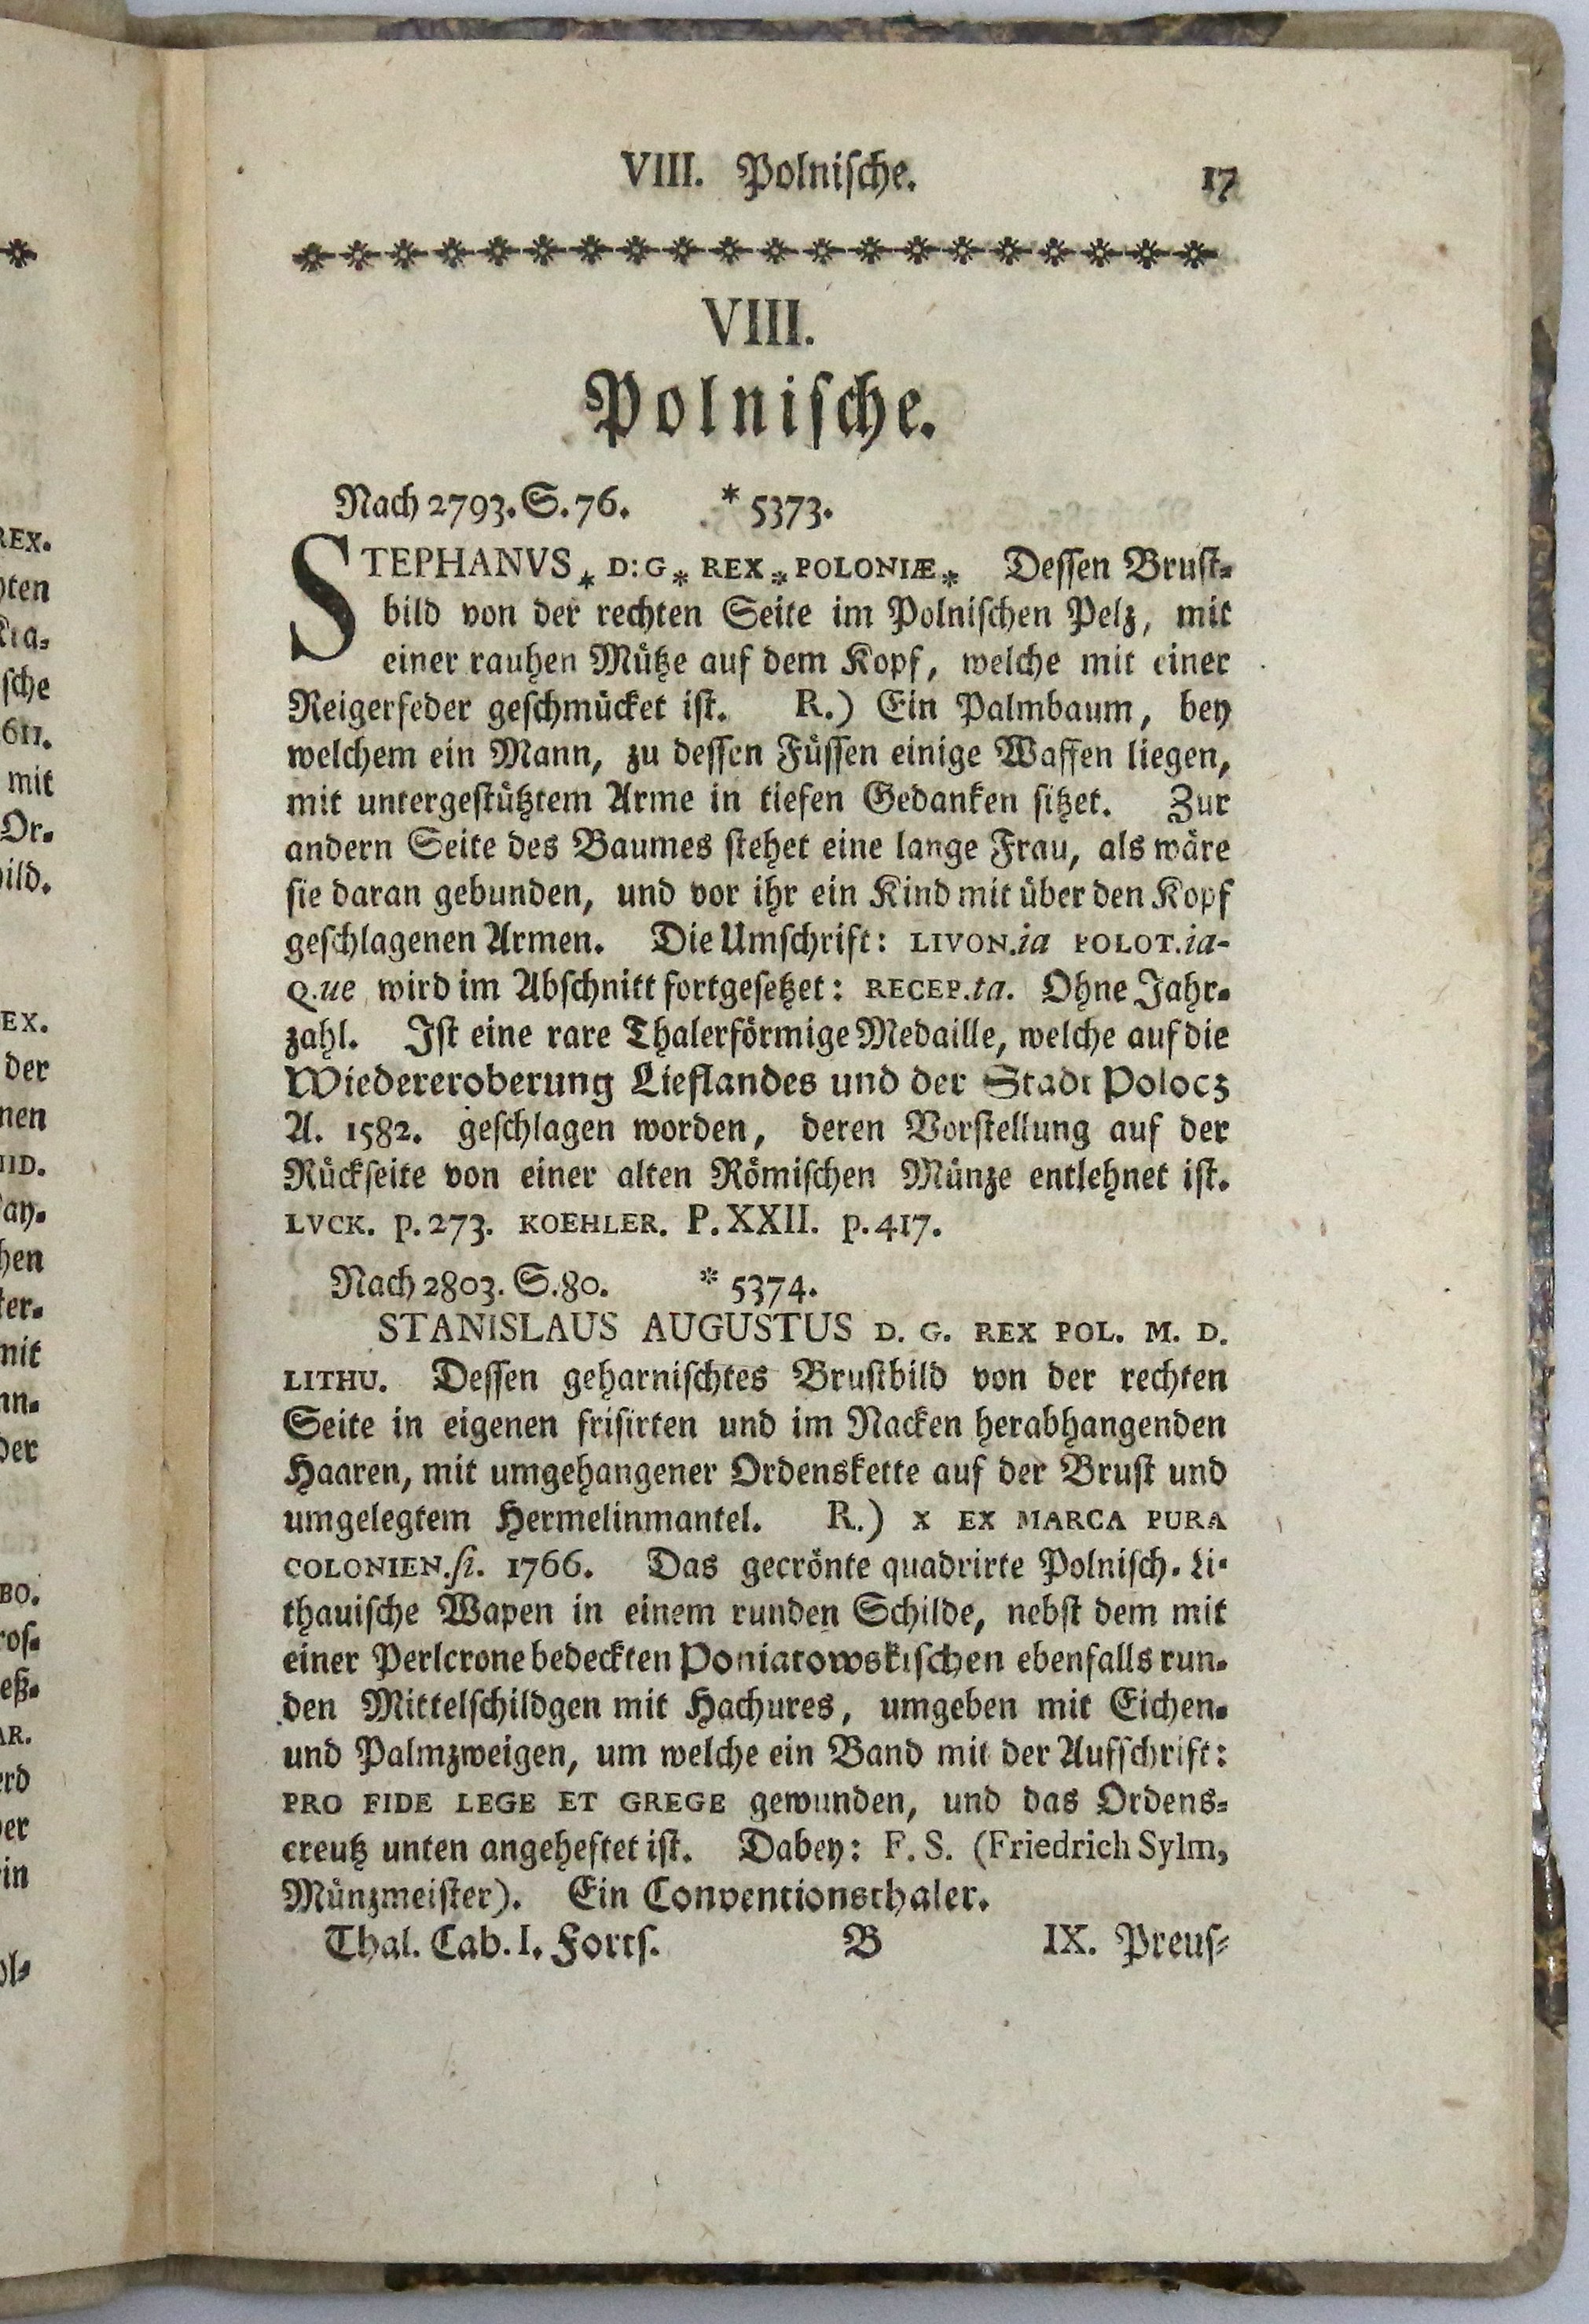 VIII. Polnische. 17
VIII.
Polnische.
Nach 2793. S. 76. * 5373.
STEPHANVS * D: G * REX * POLONIÆ * Dessen Brust-
bild von der rechten Seite im Polnischen Pelz, mit
einer rauhen Mütze auf dem Kopf, welche mit einer
Reigerfeder geschmücket ist. R.) Ein Palmbaum, bey
welchem ein Mann, zu dessen Füssen einige Waffen liegen,
mit untergestütztem Arme in tiefen Gedanken sitzet. Zur
andern Seite des Baumes stehet eine lange Frau, als wäre
sie daran gebunden, und vor ihr ein Kind mit über den Kopf
geschlagenen Armen. Die Umschrift: LIVON.ia POLOT.ia-
Q.ue wird im Abschnitt fortgesetzet: RECEP.ta. Ohne Jahr-
zahl. Ist eine rare Thalerförmige Medaille, welche auf die
Wiedereroberung Lieflandes und der Stadt Polocz
A. 1582. geschlagen worden, deren Vorstellung auf der
Rückseite von einer alten Römischen Münze entlehnet ist.
LVCK. p. 273. KOEHLER. P. XXII. p. 417.
Nach 2803. S. 80. * 5374.
STANISLAUS AUGUSTUS D. G. REX POL. M. D.
LITHU. Dessen geharnischtes Brustbild von der rechten
Seite in eigenen frisirten und im Nacken herabhangenden
Haaren, mit umgehangener Ordenskette auf der Brust und
umgelegtem Hermelinmantel. R.) X EX MARCA PURA
COLONIEN.si. 1766. Das gecrönte quadrirte Polnisch-Li-
thauische Wapen in einem runden Schilde, nebst dem mit
einer Perlcrone bedeckten Poniatowskischen ebenfalls run-
den Mittelschildgen mit Hachures, umgeben mit Eichen-
und Palmzweigen, um welche ein Band mit der Aufschrift:
PRO FIDE LEGE ET GREGE gewunden, und das Ordens-
creutz unten angeheftet ist. Dabey: F. S. (Friedrich Sylm,
Münzmeister). Ein Conventionsthaler.
Thal. Cab. I. Forts. B IX. Preus-